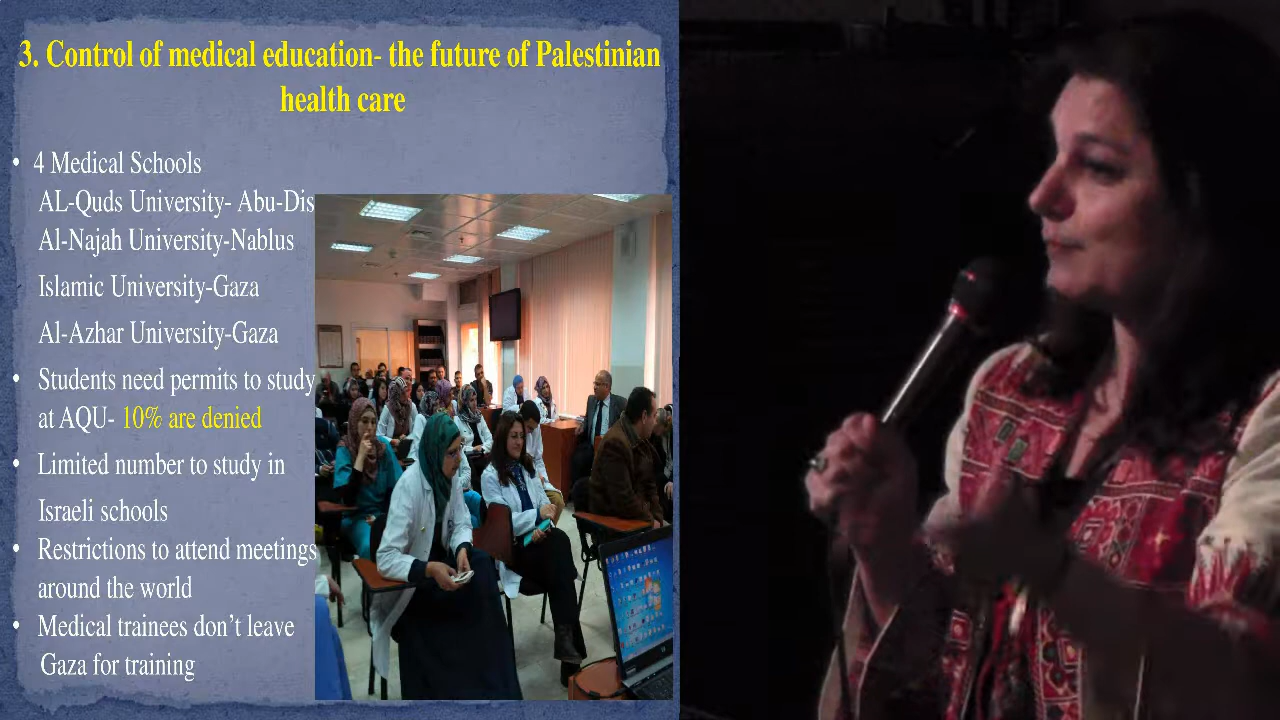 3. Control of medical education- the future of Palestinian
health care
• 4 Medical Schools
AL-Quds University- Abu-Dis
Al-Najah University-Nablus
Islamic University-Gaza
Al-Azhar University-Gaza
• Students need permits to study
at AQU- 10% are denied
• Limited number to study in
Israeli schools
• Restrictions to attend meetings
around the world
• Medical trainees don't leave
Gaza for training